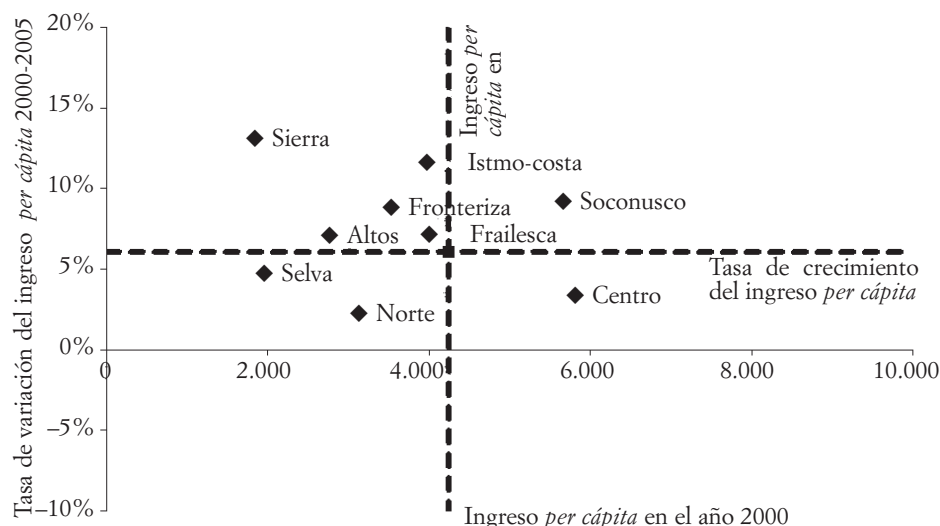 Tasa de variación del ingreso per cápita 2000-2005
20%
15%
10%
5%
0%
–5%
–10%
Ingreso per
cápita en
Sierra
Istmo-costa
Fronteriza
Soconusco
Altos
Frailesca
Selva
Tasa de crecimiento
del ingreso per cápita
Centro
Norte
0
2.000
4.000
6.000
8.000
10.000
Ingreso per cápita en el año 2000